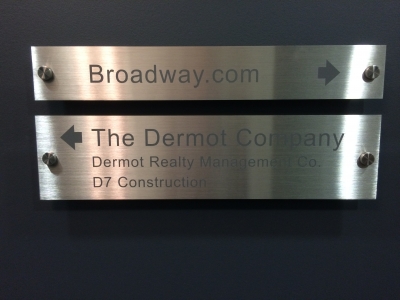 Broadway.com
The Dermot Company
Dermot Realty Management Co.
D7 Construction